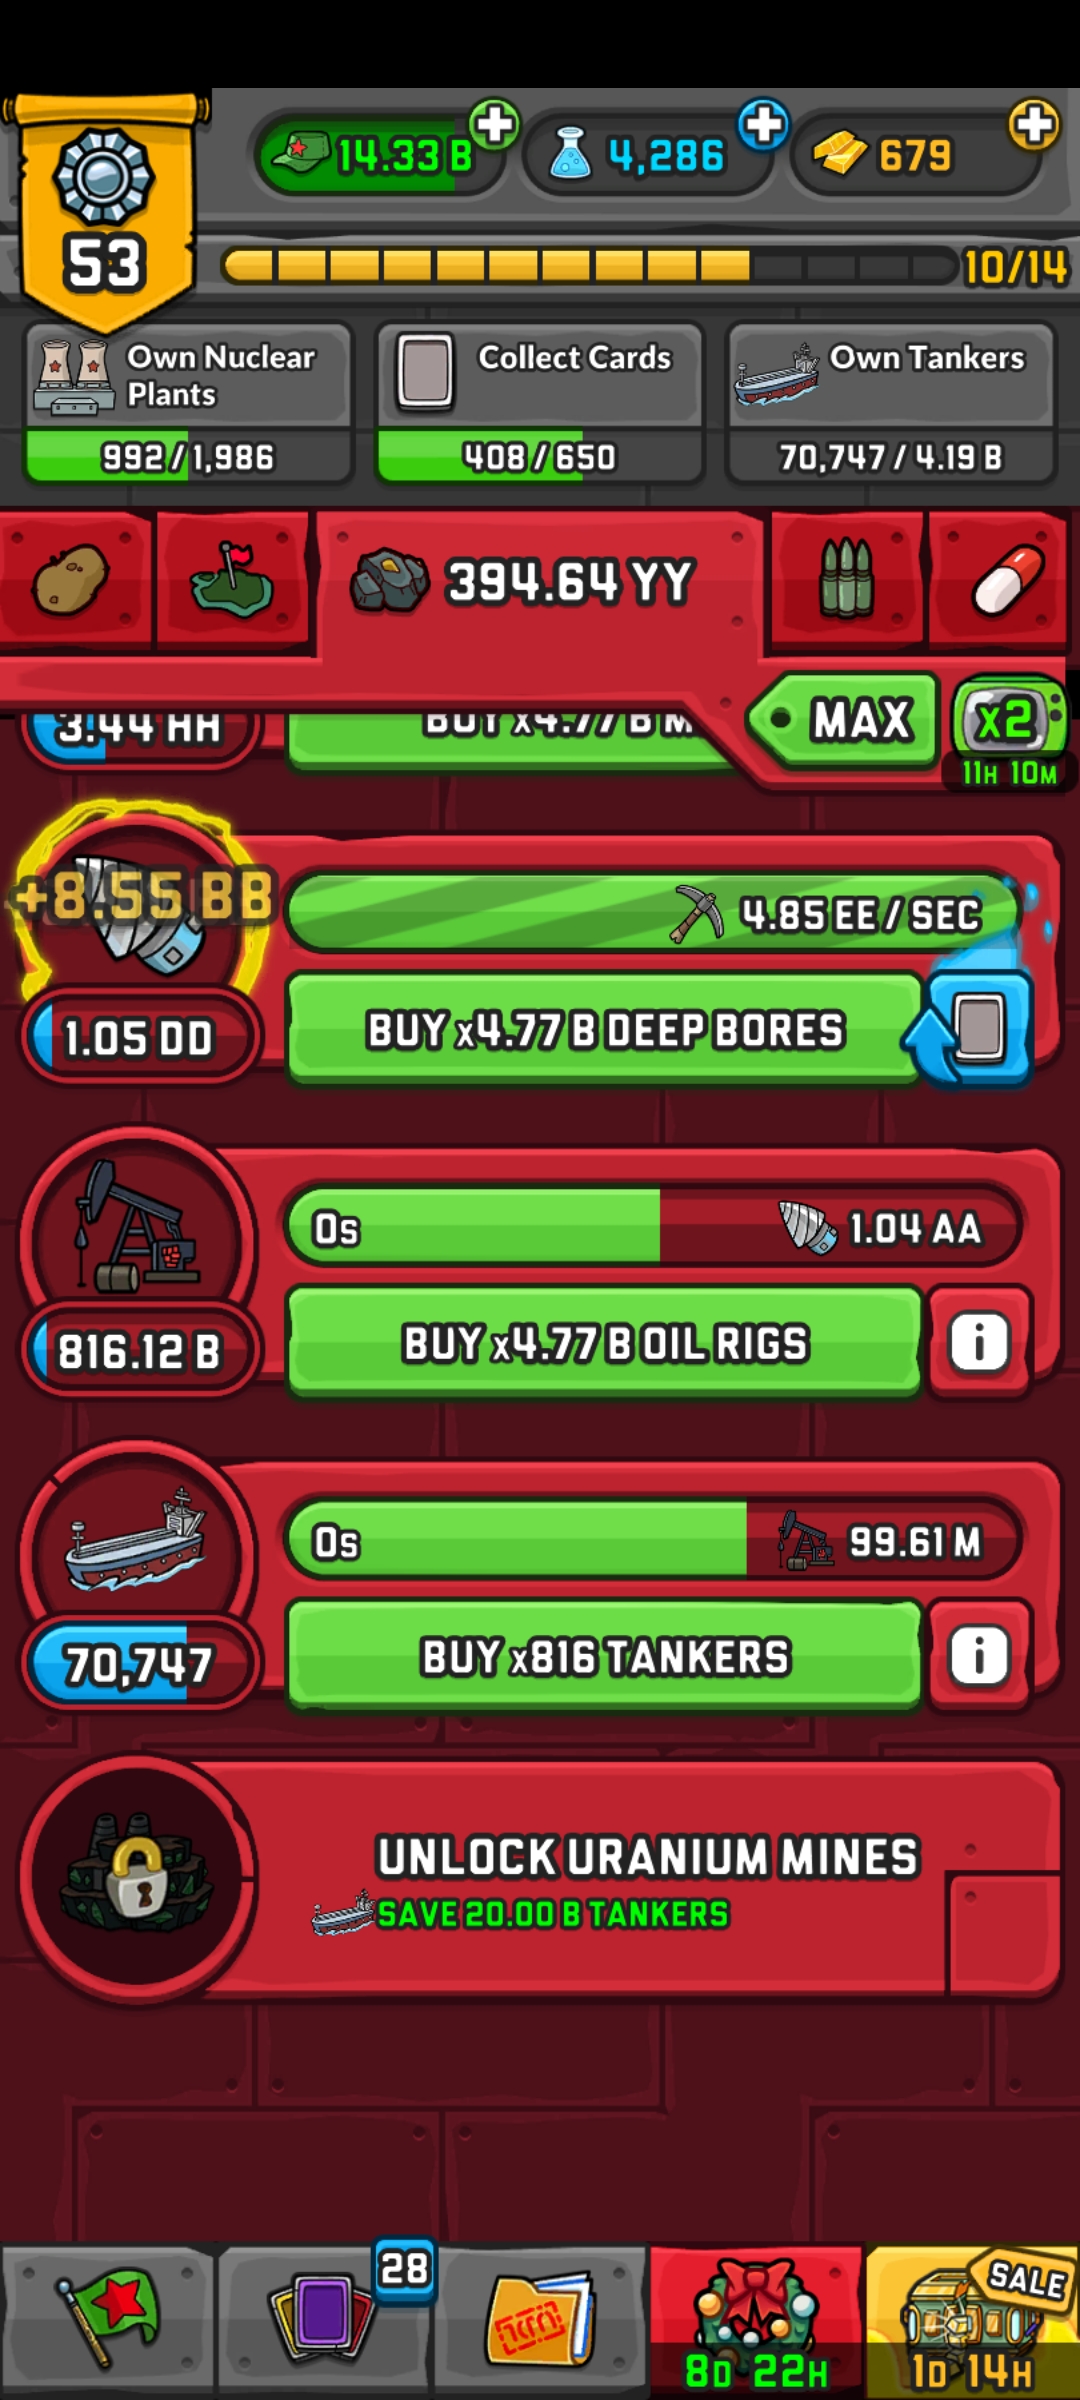 14.33 B
4,286
679
53
10/14
Own Nuclear
Plants
992/1,986
Collect Cards
408/650
Own Tankers
70,747/4.19 B
394.64 YY
MAX
x2
11H 10M
3.44 HH
BUY x4.77 B M
+8.55 BB
4.85 EE / SEC
1.05 DD
BUY x4.77 B DEEP BORES
0s
1.04 AA
816.12 B
BUY x4.77 B OIL RIGS
i
0s
99.61 M
70,747
BUY x816 TANKERS
i
UNLOCK URANIUM MINES
SAVE 20.00 B TANKERS
28
SALE
8D 22H
1D 14H